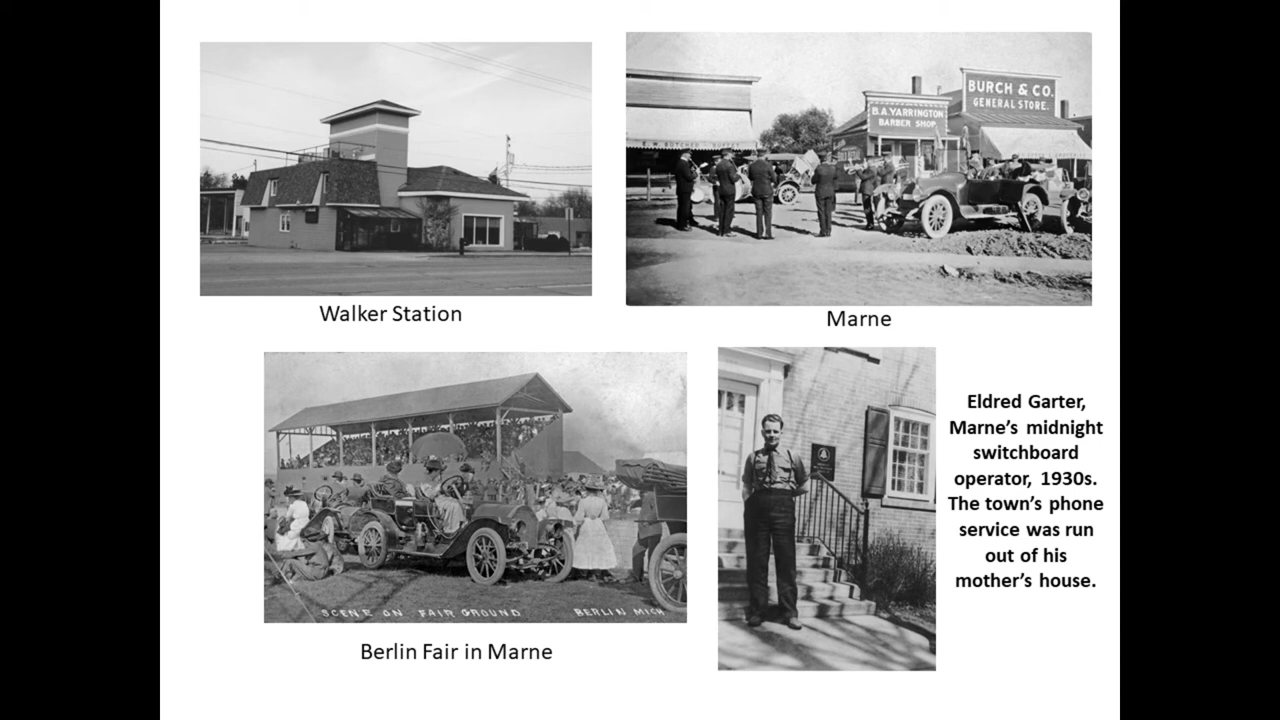 BURCH & CO.
GENERAL STORE.
B.A. YARRINGTON
BARBER SHOP
Walker Station
Marne
SCENE ON FAIR GROUND BERLIN MICH
Berlin Fair in Marne
Eldred Garter,
Marne’s midnight
switchboard
operator, 1930s.
The town’s phone
service was run
out of his
mother’s house.